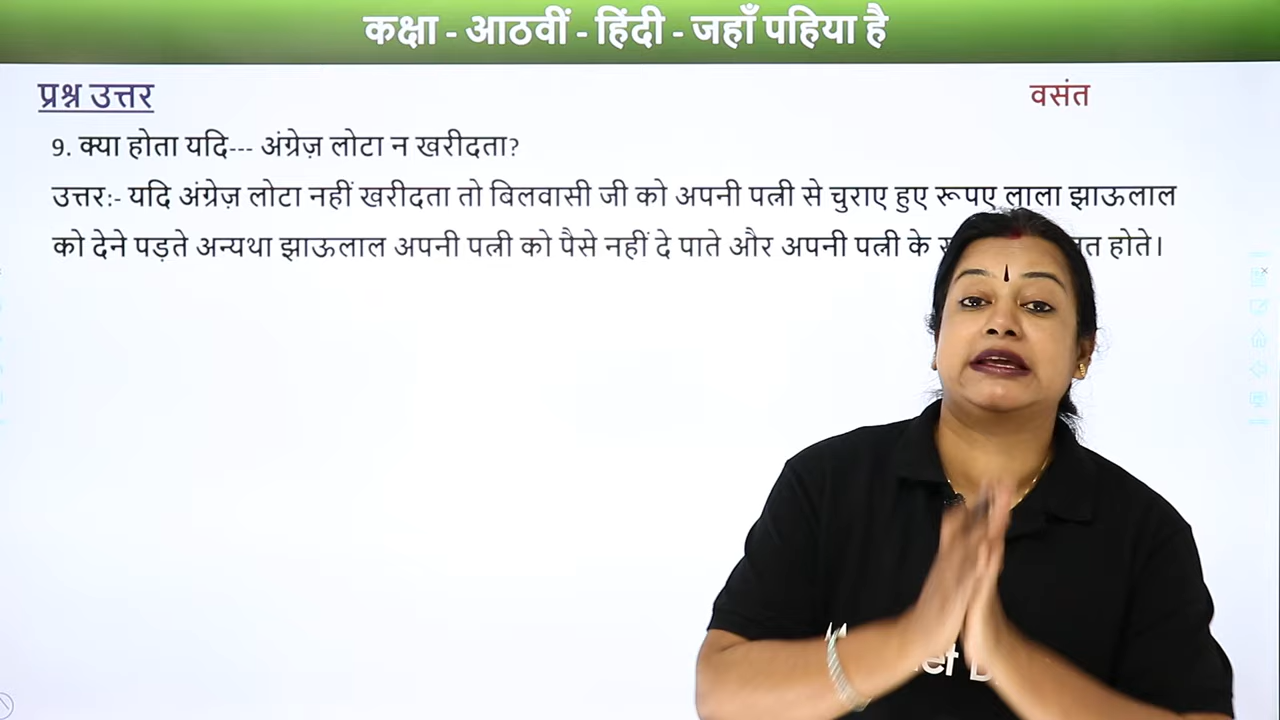 कक्षा - आठवीं - हिंदी - जहाँ पहिया है
प्रश्न उत्तर
वसंत
9. क्या होता यदि--- अंग्रेज़ लोटा न खरीदता?
उत्तर:- यदि अंग्रेज़ लोटा नहीं खरीदता तो बिलवासी जी को अपनी पत्नी से चुराए हुए रूपए लाला झाऊलाल
को देने पड़ते अन्यथा झाऊलाल अपनी पत्नी को पैसे नहीं दे पाते और अपनी पत्नी के होते।